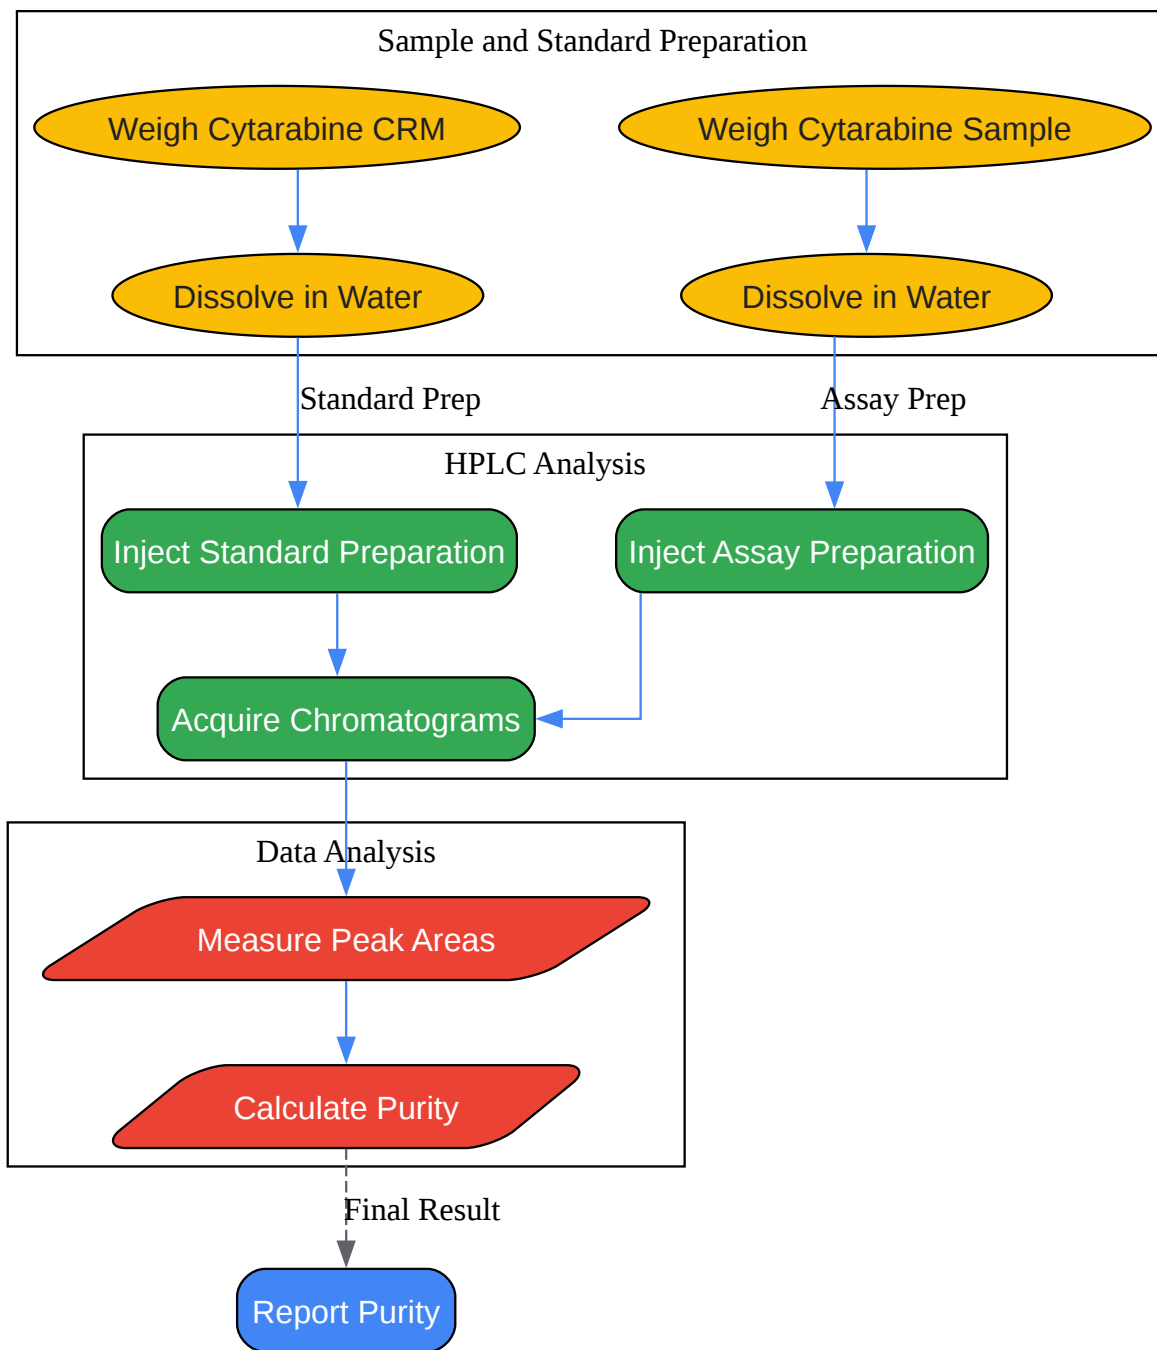 Sample and Standard Preparation
Weigh Cytarabine CRM
Weigh Cytarabine Sample
Dissolve in Water
Dissolve in Water
Standard Prep
Assay Prep
HPLC Analysis
Inject Standard Preparation
Inject Assay Preparation
Acquire Chromatograms
Data Analysis
Measure Peak Areas
Calculate Purity
Final Result
Report Purity